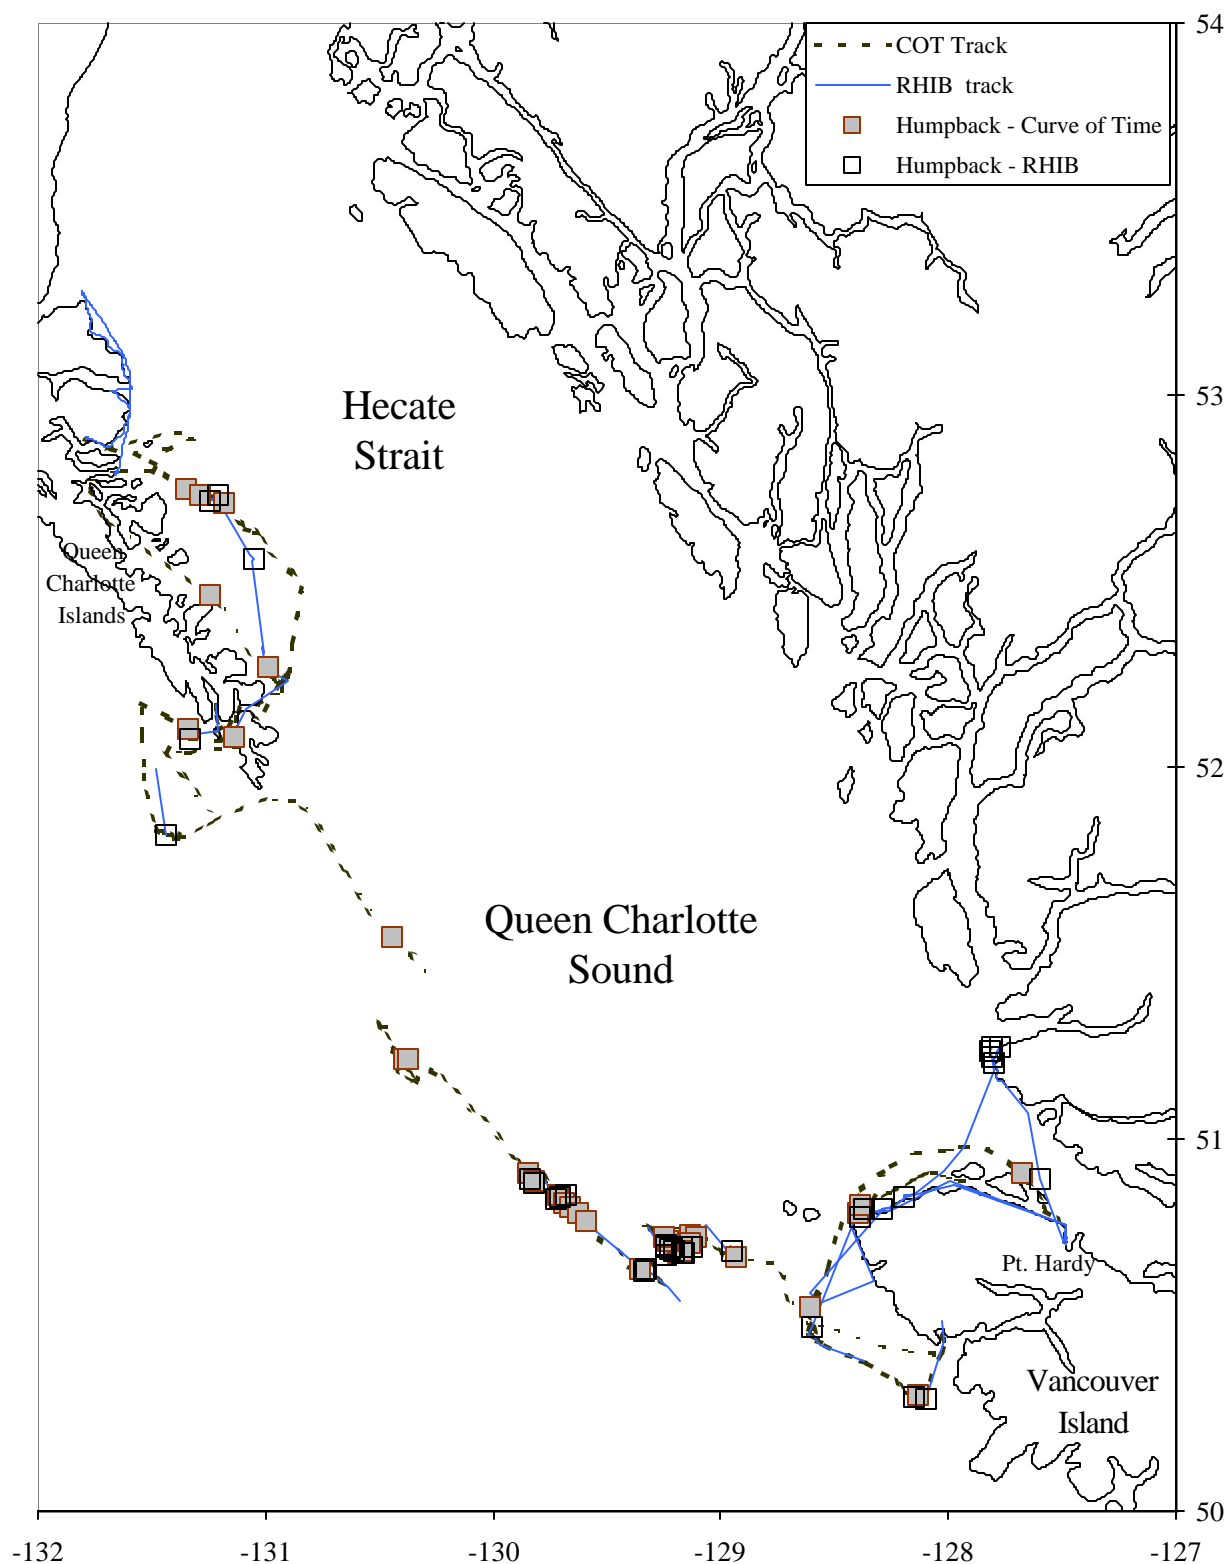 54
COT Track
RHIB track
Humpback - Curve of Time
Humpback - RHIB
Hecate
Strait
53
Queen
Charlotte
Islands
52
Queen Charlotte
Sound
51
Pt. Hardy
Vancouver
Island
50
-132 -131 -130 -129 -128 -127